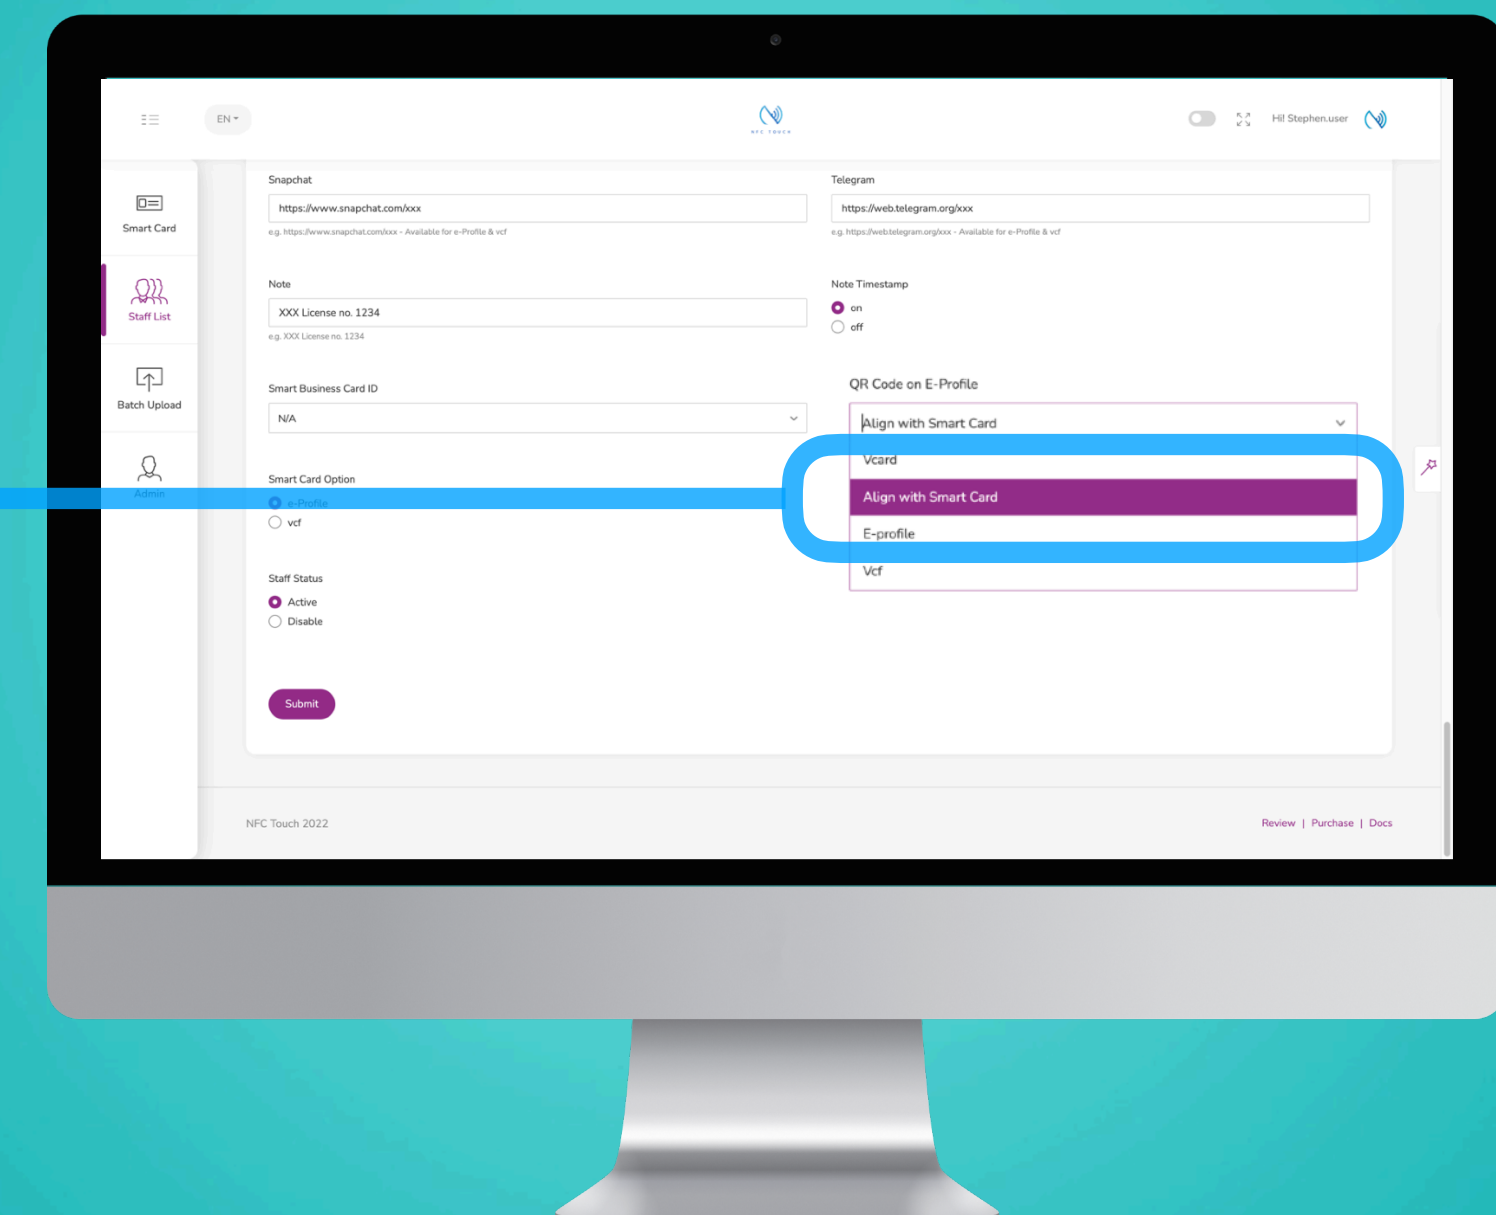 EN
NFC TOUCH
Hi! Stephen.user
Smart Card
Staff List
Batch Upload
Admin
Snapchat
https://www.snapchat.com/xxx
e.g. https://www.snapchat.com/xxx - Available for e-Profile & vcf
Telegram
https://web.telegram.org/xxx
e.g. https://web.telegram.org/xxx - Available for e-Profile & vcf
Note
XXX License no. 1234
e.g. XXX License no. 1234
Note Timestamp
on
off
Smart Business Card ID
N/A
QR Code on E-Profile
Align with Smart Card
Vcard
Align with Smart Card
E-profile
Vcf
Smart Card Option
e-Profile
vcf
Staff Status
Active
Disable
Submit
NFC Touch 2022
Review | Purchase | Docs